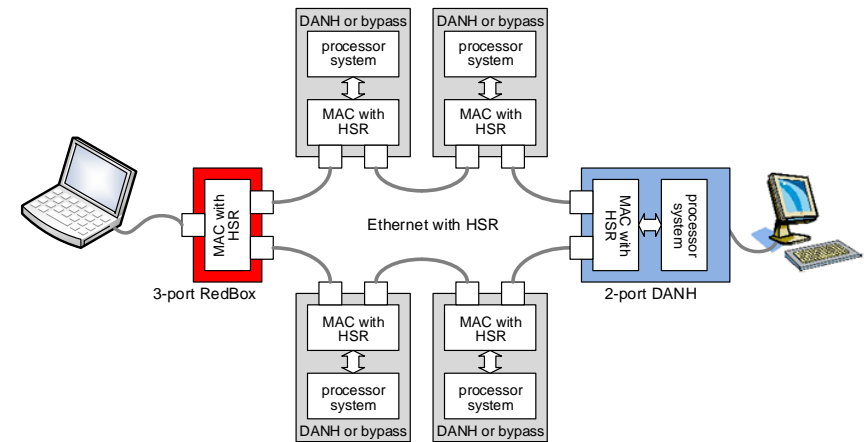 DANH or bypass
processor
system
MAC with
HSR
DANH or bypass
processor
system
MAC with
HSR
MAC with
HSR
3-port RedBox
Ethernet with HSR
MAC with
HSR
processor
system
2-port DANH
MAC with
HSR
processor
system
DANH or bypass
MAC with
HSR
processor
system
DANH or bypass